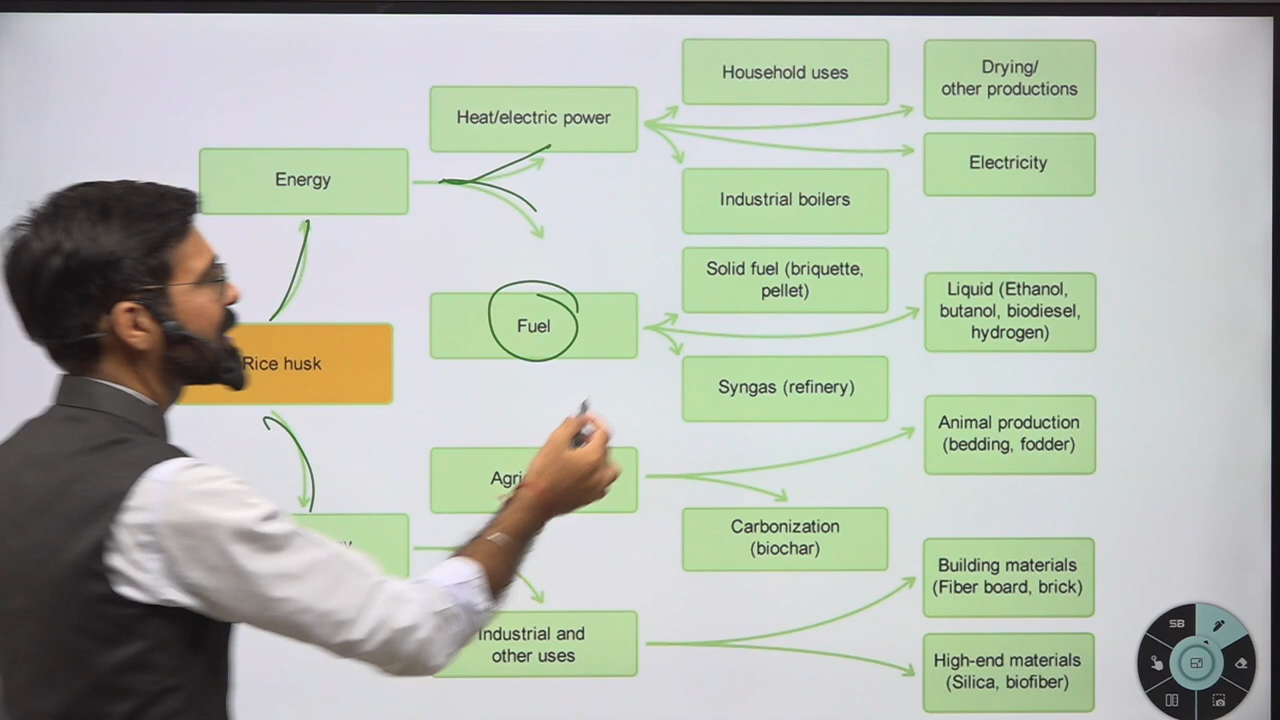 Household uses
Drying/
other productions
Heat/electric power
Electricity
Energy
Industrial boilers
Solid fuel (briquette,
pellet)
Liquid (Ethanol,
butanol, biodiesel,
hydrogen)
Fuel
Rice husk
Syngas (refinery)
Animal production
(bedding, fodder)
Carbonization
(biochar)
Building materials
(Fiber board, brick)
Industrial and
other uses
High-end materials
(Silica, biofiber)
SB